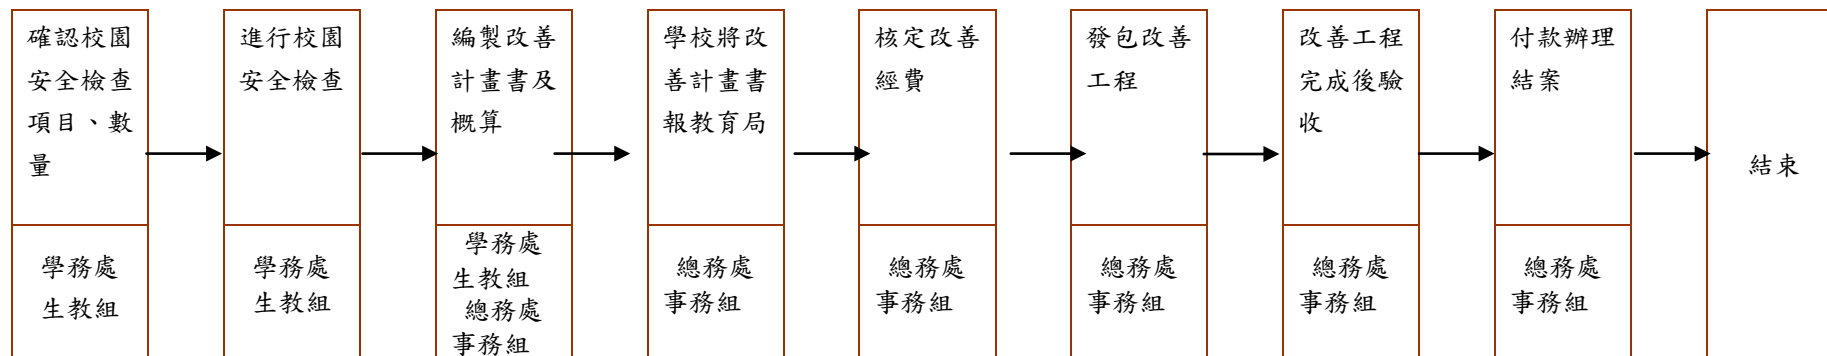 確認校園
安全檢查
項目、數
量
學務處
生教組
進行校園
安全檢查
學務處
生教組
編製改善
計畫書及
概算
學務處
生教組
總務處
事務組
學校將改
善計畫書
報教育局
總務處
事務組
核定改善
經費
總務處
事務組
發包改善
工程
總務處
事務組
改善工程
完成後驗
收
總務處
事務組
付款辦理
結案
總務處
事務組
結束